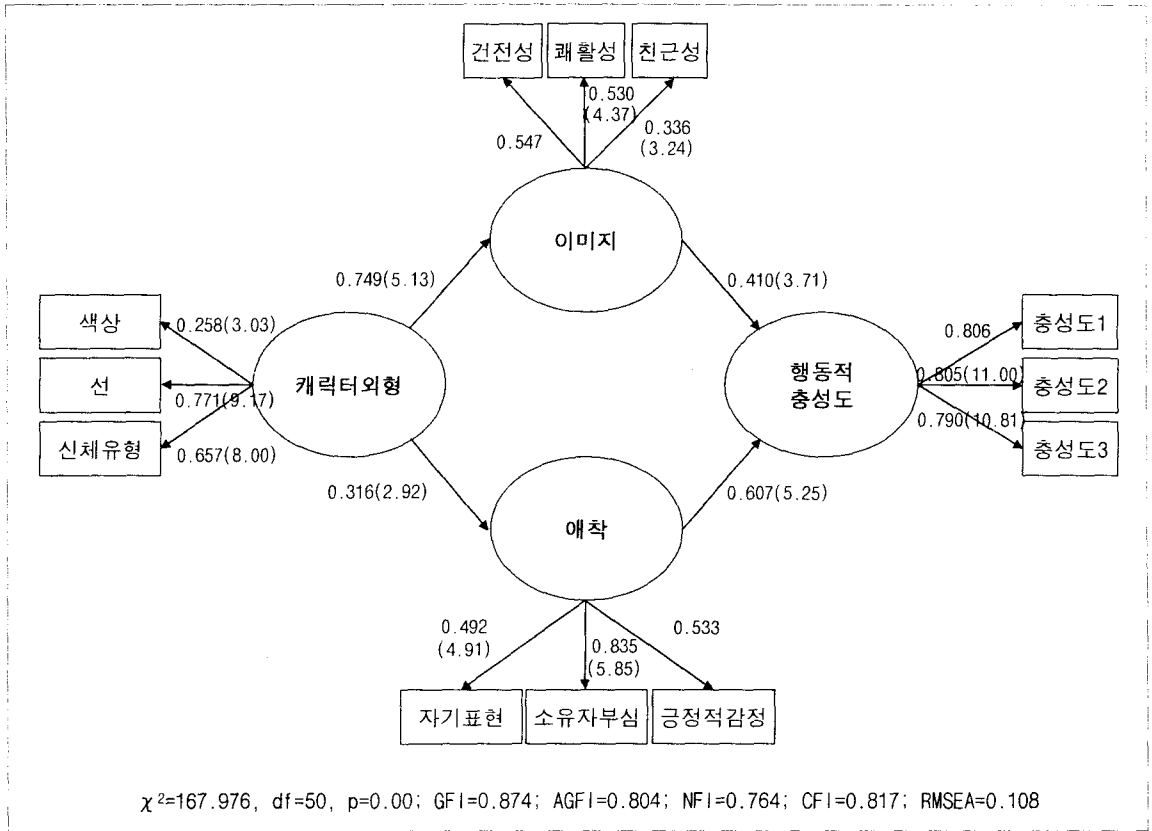 건전성 쾌활성 친근성
0.530
(4.37)
0.547
0.336
(3.24)
이미지
0.749(5.13)
0.410(3.71)
색상
0.258(3.03)
선
0.771(9.17)
신체유형
0.657(8.00)
캐릭터외형
행동적
충성도
0.806
충성도1
0.805(11.00)
충성도2
0.790(10.81)
충성도3
0.316(2.92)
0.607(5.25)
애착
0.492
(4.91)
0.835
(5.85)
0.533
자기표현 소유자부심 긍정적감정
χ²=167.976, df=50, p=0.00; GFI=0.874; AGFI=0.804; NFI=0.764; CFI=0.817; RMSEA=0.108